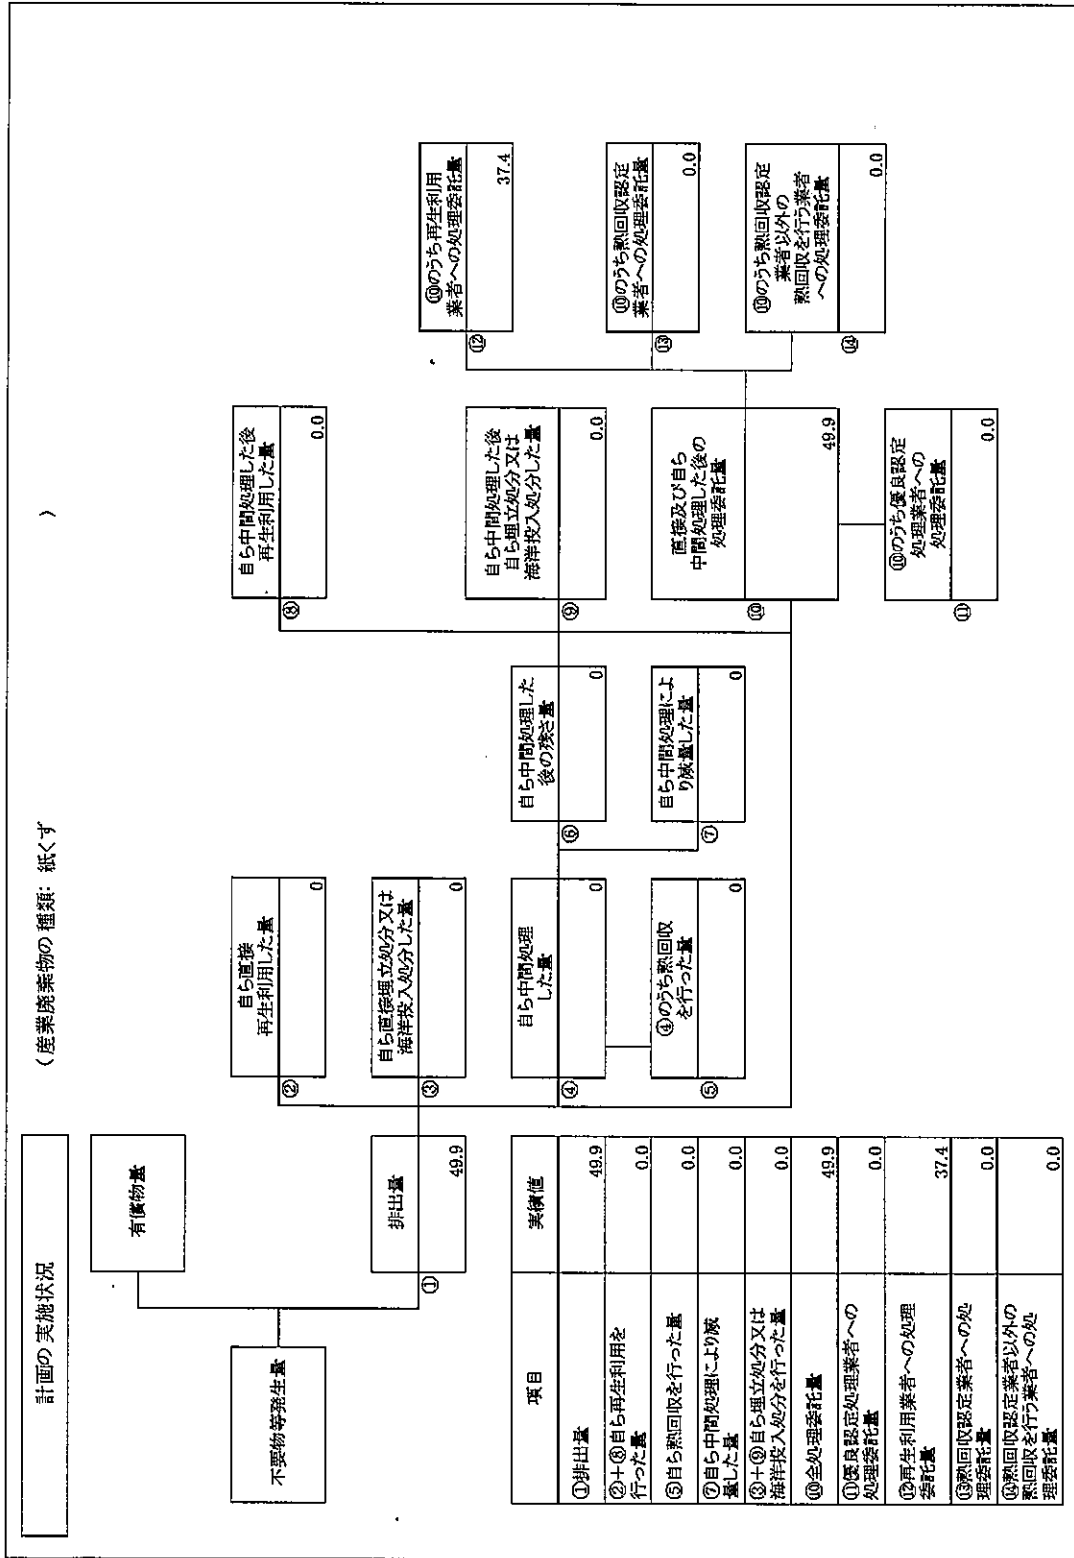 計画の実施状況
(産業廃棄物の種類: 紙くず )
不要物等発生量
有償物量
①
排出量
49.9
②
自ら直接
再生利用した量
0
③
自ら直接埋立処分又は
海洋投入処分した量
0
④
自ら中間処理
した量
0
⑤
④のうち熱回収
を行った量
0
⑥
自ら中間処理した
後の残さ量
0
⑦
自ら中間処理によ
り減量した量
0
⑧
自ら中間処理した後
再生利用した量
0.0
⑨
自ら中間処理した後
自ら埋立処分又は
海洋投入処分した量
0.0
⑩
直接及び自ら
中間処理した後の
処理委託量
49.9
⑪
⑩のうち優良認定
処理業者への
処理委託量
0.0
⑫
⑩のうち再生利用
業者への処理委託量
37.4
⑬
⑩のうち熱回収認定
業者への処理委託量
0.0
⑭
⑩のうち熱回収認定
業者以外の
熱回収を行う業者
への処理委託量
0.0
項目 実績値
①排出量 49.9
②+⑧自ら再生利用を
行った量 0.0
⑤自ら熱回収を行った量 0.0
⑦自ら中間処理により減
量した量 0.0
③+⑨自ら埋立処分又は
海洋投入処分を行った量 0.0
⑩全処理委託量 49.9
⑪優良認定処理業者への
処理委託量 0.0
⑫再生利用業者への処理
委託量 37.4
⑬熱回収認定業者への処
理委託量 0.0
⑭熱回収認定業者以外の
熱回収を行う業者への処
理委託量 0.0